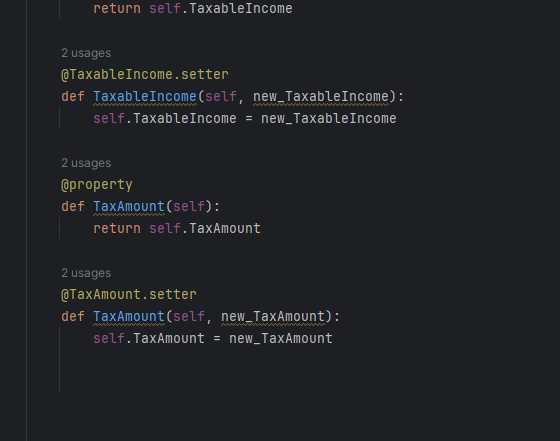 return self.TaxableIncome
2 usages
@TaxableIncome.setter
def TaxableIncome(self, new_TaxableIncome):
self.TaxableIncome = new_TaxableIncome
2 usages
@property
def TaxAmount(self):
return self.TaxAmount
2 usages
@TaxAmount.setter
def TaxAmount(self, new_TaxAmount):
self.TaxAmount = new_TaxAmount